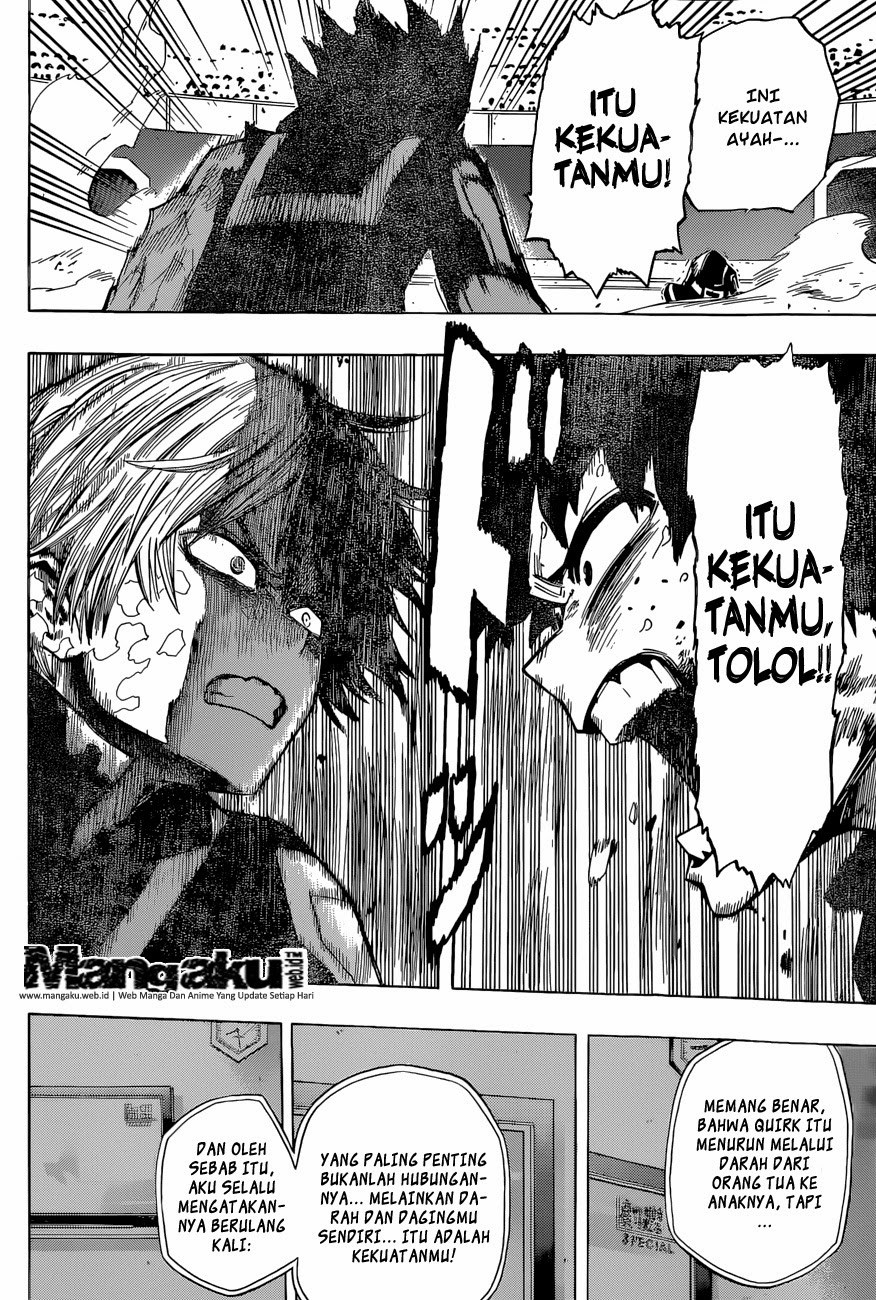 INI
KEKUATAN
AYAH-...
ITU
KEKUA-
TANMU!
ITU
KEKUA-
TANMU,
TOLOL!!
Mangaku
web.id
www.mangaku.web.id | Web Manga Dan Anime Yang Update Setiap Hari
MEMANG BENAR,
BAHWA QUIRK ITU
MENURUN MELALUI
DARAH DARI
ORANG TUA KE
ANAKNYA, TAPI
...
SPECIAL
YANG PALING PENTING
BUKANLAH HUBUNGAN-
NYA... MELAINKAN DA-
RAH DAN DAGINGMU
SENDIRI... ITU ADALAH
KEKUATANMU!
DAN OLEH
SEBAB ITU,
AKU SELALU
MENGATAKAN-
NYA BERULANG
KALI: